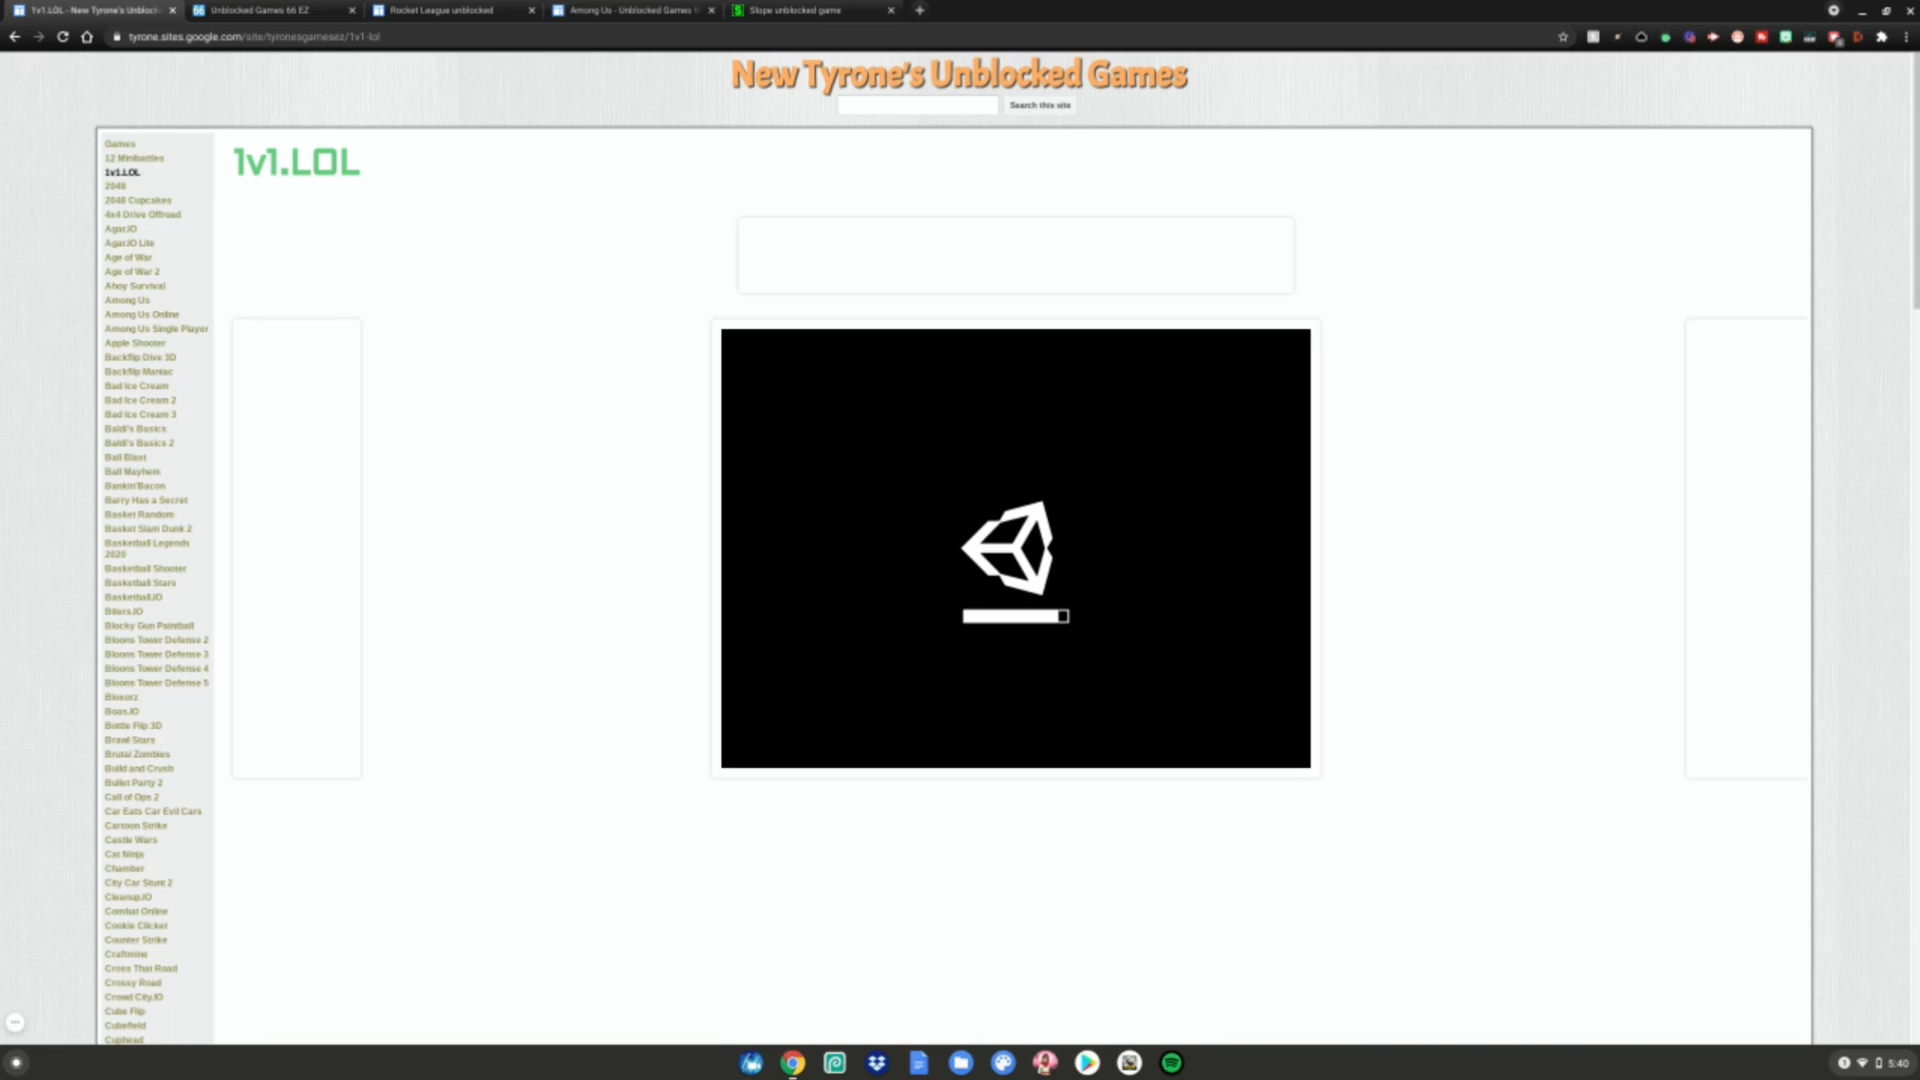 1v1.LOL - New Tyrone's Unblock
Unblocked Games 66 EZ
Rocket League unblocked
Among Us - Unblocked Games
Slope unblocked game
tyrone.sites.google.com/site/tyronesgamesez/1v1-lol
New Tyrone's Unblocked Games
Search this site
Games
12 Minibattles
1v1.LOL
2048
2048 Cupcakes
4x4 Drive Offroad
Agar.IO
Agar.IO Lite
Age of War
Age of War 2
Ahoy Survival
Among Us
Among Us Online
Among Us Single Player
Apple Shooter
Backflip Dive 3D
Backflip Maniac
Bad Ice Cream
Bad Ice Cream 2
Bad Ice Cream 3
Baldi's Basics
Baldi's Basics 2
Ball Blast
Ball Mayhem
Bankin'Bacon
Barry Has a Secret
Basket Random
Basket Slam Dunk 2
Basketball Legends
2020
Basketball Shooter
Basketball Stars
Basketball.IO
Biters.IO
Blocky Gun Paintball
Bloons Tower Defense 2
Bloons Tower Defense 3
Bloons Tower Defense 4
Bloons Tower Defense 5
Bloxorz
Boas.IO
Bottle Flip 3D
Brawl Stars
Brutal Zombies
Build and Crush
Bullet Party 2
Call of Ops 2
Car Eats Car Evil Cars
Cartoon Strike
Castle Wars
Cat Ninja
Chamber
City Car Stunt 2
Cleanup.IO
Combat Online
Cookie Clicker
Counter Strike
Craftmine
Cross That Road
Crossy Road
Crowd City.IO
Cube Flip
Cubefield
Cuphead
1v1.LOL
5:40